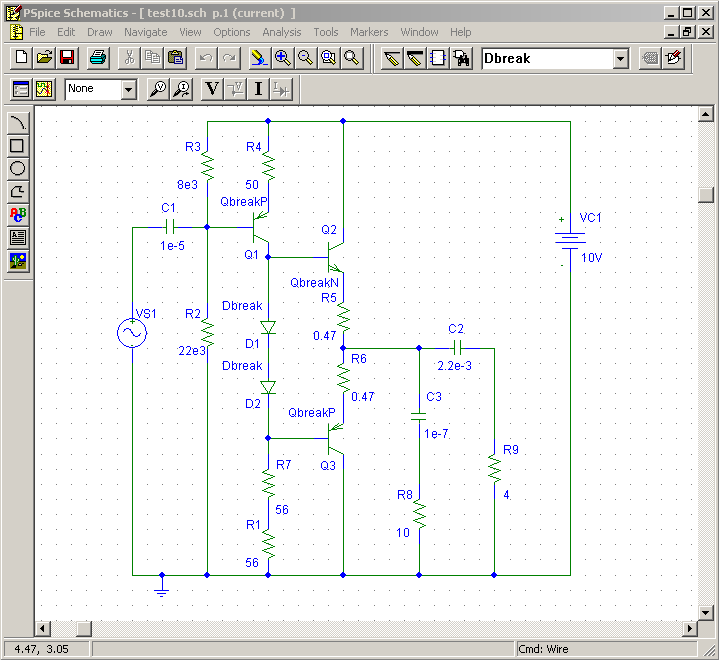 PSpice Schematics - [ test10.sch p.1 (current) ]
File Edit Draw Navigate View Options Analysis Tools Markers Window Help
Dbreak
None
V
V
I
I
ABC
R3
8e3
R4
50
QbreakP
C1
1e-5
Q1
Q2
QbreakN
VC1
+
-
10V
VS1
+
-
R2
22e3
Dbreak
D1
R5
0.47
Dbreak
D2
R6
0.47
C2
2.2e-3
QbreakP
Q3
C3
1e-7
R7
56
R9
4
R8
10
R1
56
4.47, 3.05
Cmd: Wire